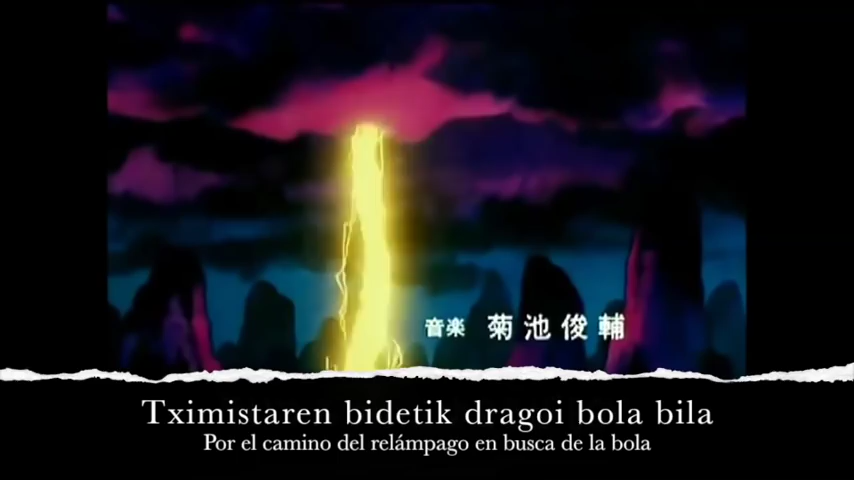 音楽 菊池俊輔
Tximistaren bidetik dragoi bola bila
Por el camino del relámpago en busca de la bola